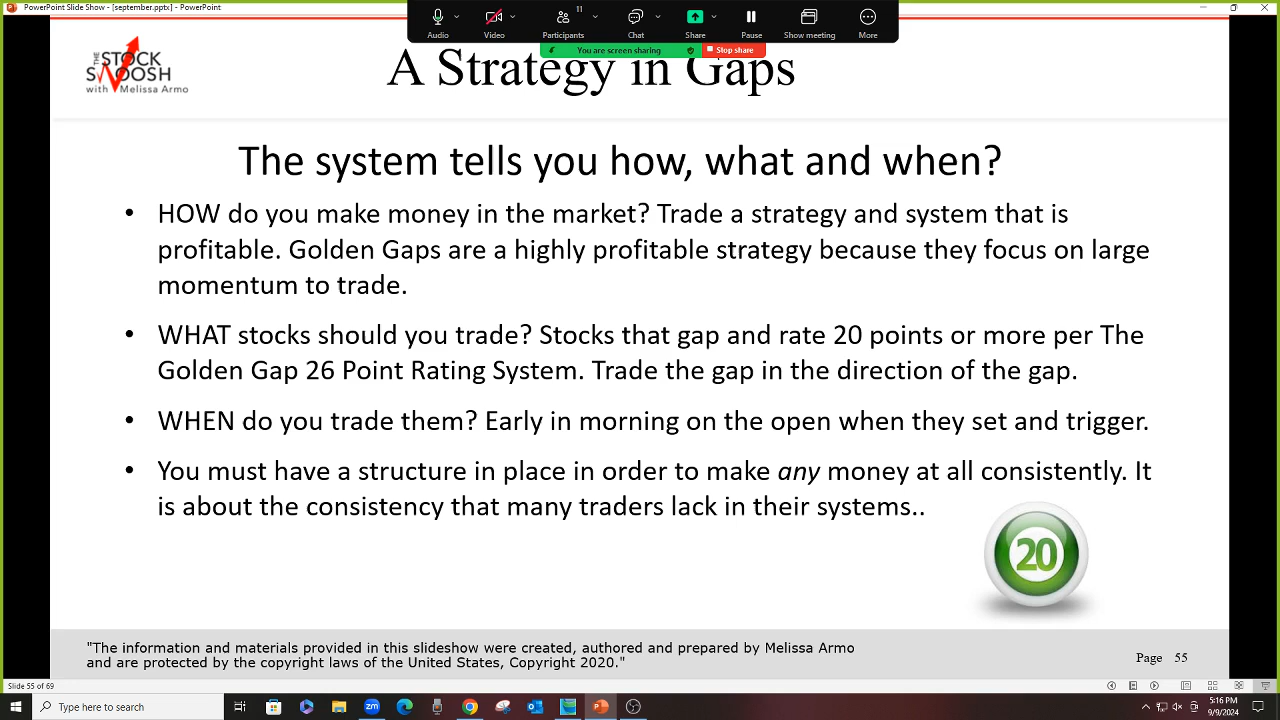 PowerPoint Slide Show - [september.pptx] - PowerPoint
11
Audio Video Participants Chat Share Pause Show meeting More
You are screen sharing Stop share
THE STOCK
SWOOSH
with Melissa Armo
A Strategy in Gaps
The system tells you how, what and when?
• HOW do you make money in the market? Trade a strategy and system that is
profitable. Golden Gaps are a highly profitable strategy because they focus on large
momentum to trade.
• WHAT stocks should you trade? Stocks that gap and rate 20 points or more per The
Golden Gap 26 Point Rating System. Trade the gap in the direction of the gap.
• WHEN do you trade them? Early in morning on the open when they set and trigger.
• You must have a structure in place in order to make any money at all consistently. It
is about the consistency that many traders lack in their systems..
20
"The information and materials provided in this slideshow were created, authored and prepared by Melissa Armo
and are protected by the copyright laws of the United States, Copyright 2020."
Page 55
Slide 55 of 69
Type here to search
5:16 PM
9/9/2024